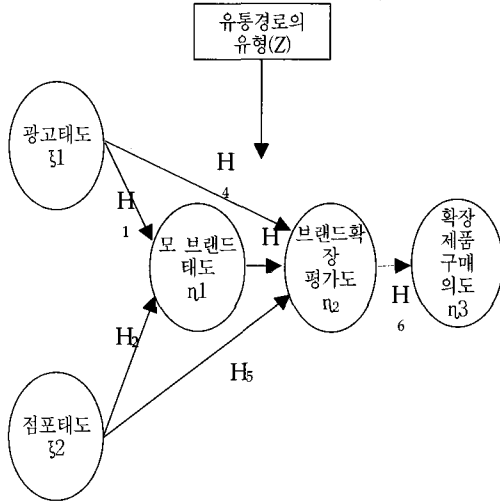 유통경로의
유형(Z)
광고태도
ξ1
H
4
H
1
모 브랜드
태도
η1
H
브랜드확
장
평가도
η2
H
6
확장
제품
구매
의도
η3
H2
H5
점포태도
ξ2